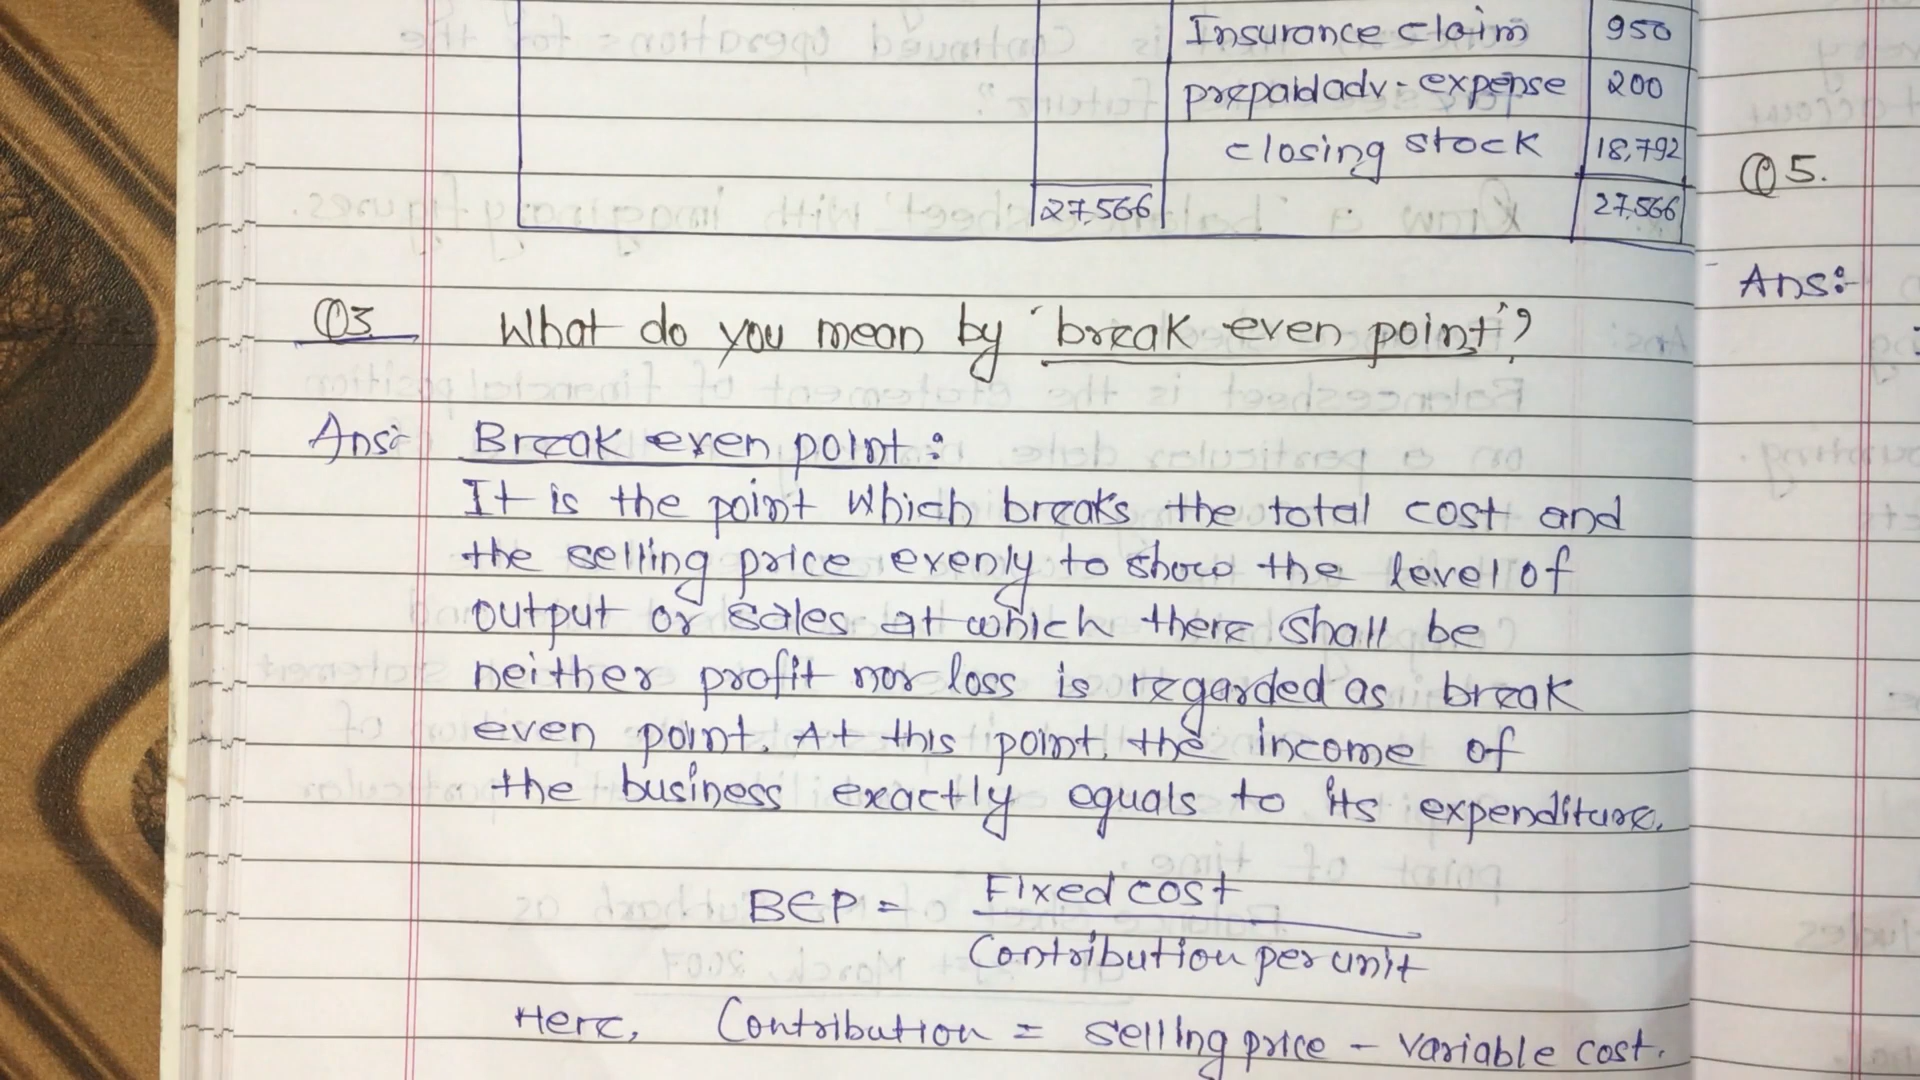 Insurance claim 950
prepaid adv. expense 200
closing stock 18,792
27,566 27,566
Q3 What do you mean by 'break even point'?
Ans:- Break even point:
It is the point which breaks the total cost and
the selling price evenly to show the level of
output or sales at which there shall be
neither profit nor loss is regarded as break
even point. At this point, the income of
the business exactly equals to its expenditure.
BEP = Fixed cost
Contribution per unit
Here, Contribution = selling price - variable cost.
Q5.
Ans:-